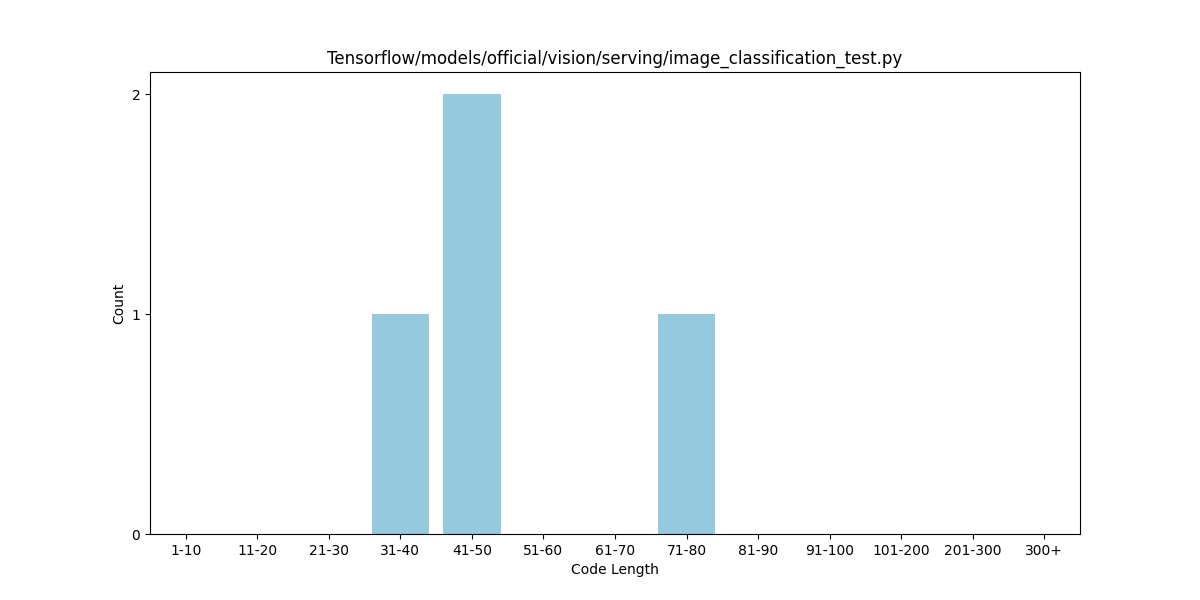 Tensorflow/models/official/vision/serving/image_classification_test.py
2
1
0
Count
1-10 11-20 21-30 31-40 41-50 51-60 61-70 71-80 81-90 91-100 101-200 201-300 300+
Code Length